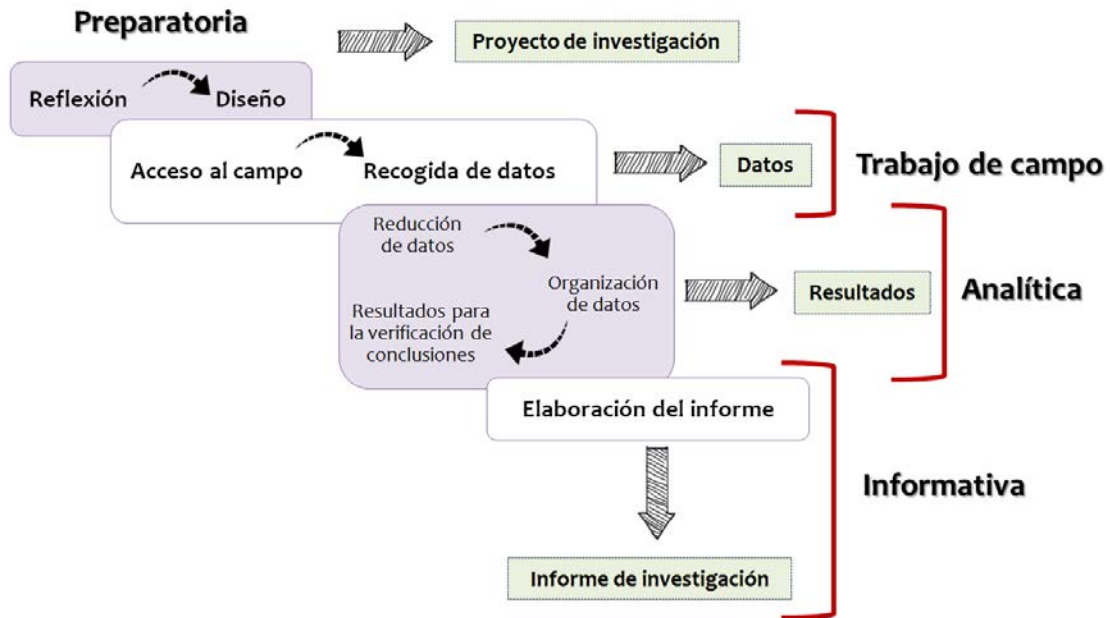 Preparatoria
Proyecto de investigación
Reflexión
Diseño
Acceso al campo
Recogida de datos
Datos
Trabajo de campo
Reducción
de datos
Organización
de datos
Resultados para
la verificación de
conclusiones
Resultados
Analítica
Elaboración del informe
Informativa
Informe de investigación